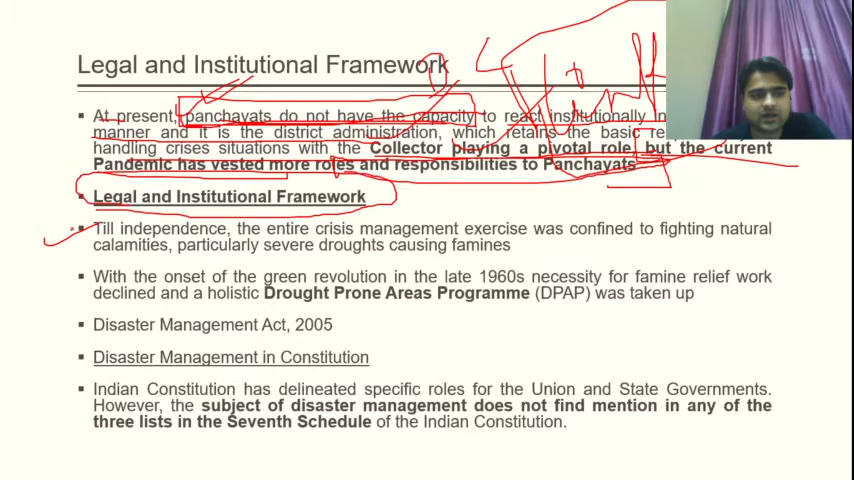 Legal and Institutional Framework
▪ At present, panchayats do not have the capacity to react institutionally in
manner and it is the district administration, which retains the basic
handling crises situations with the Collector playing a pivotal role, but the current
Pandemic has vested more roles and responsibilities to Panchayats
▪ Legal and Institutional Framework
▪ Till independence, the entire crisis management exercise was confined to fighting natural
calamities, particularly severe droughts causing famines
▪ With the onset of the green revolution in the late 1960s necessity for famine relief work
declined and a holistic Drought Prone Areas Programme (DPAP) was taken up
▪ Disaster Management Act, 2005
▪ Disaster Management in Constitution
▪ Indian Constitution has delineated specific roles for the Union and State Governments.
However, the subject of disaster management does not find mention in any of the
three lists in the Seventh Schedule of the Indian Constitution.